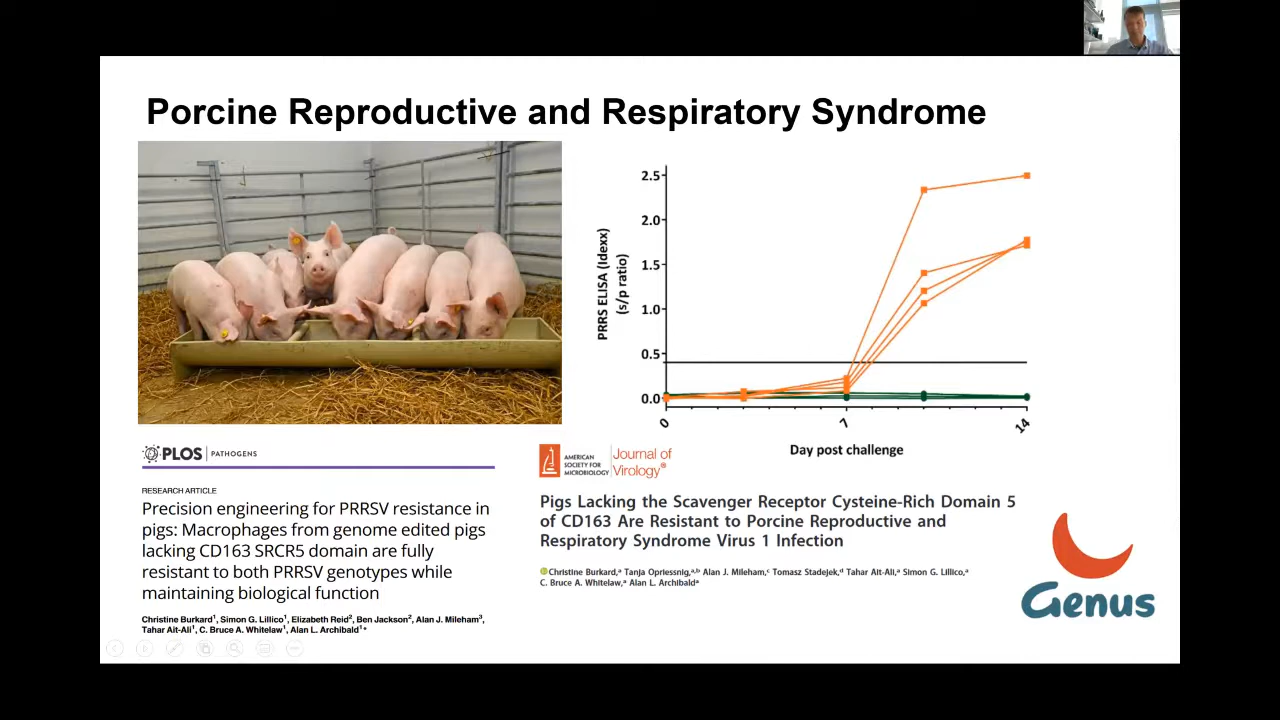 Porcine Reproductive and Respiratory Syndrome
2.5
2.0
1.5
1.0
0.5
0.0
PRRS ELISA (Idexx)
(s/p ratio)
0
7
14
Day post challenge
PLOS | PATHOGENS
RESEARCH ARTICLE
Precision engineering for PRRSV resistance in
pigs: Macrophages from genome edited pigs
lacking CD163 SRCR5 domain are fully
resistant to both PRRSV genotypes while
maintaining biological function
Christine Burkard¹, Simon G. Lillico¹, Elizabeth Reid², Ben Jackson², Alan J. Mileham³,
Tahar Ait-Ali¹, C. Bruce A. Whitelaw¹, Alan L. Archibald¹*
AMERICAN
SOCIETY FOR
MICROBIOLOGY
Journal of
Virology®
Pigs Lacking the Scavenger Receptor Cysteine-Rich Domain 5
of CD163 Are Resistant to Porcine Reproductive and
Respiratory Syndrome Virus 1 Infection
Christine Burkard,ᵃ Tanja Opriessnig,ᵃ,ᵇ Alan J. Mileham,ᶜ Tomasz Stadejek,ᵈ Tahar Ait-Ali,ᵃ Simon G. Lillico,ᵃ
C. Bruce A. Whitelaw,ᵃ Alan L. Archibaldᵃ
Genus